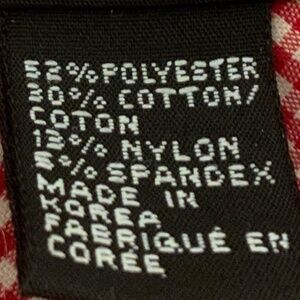 52% POLYESTER
30% COTTON/
COTON
13% NYLON
5% SPANDEX
MADE IN
KOREA
FABRIQUÉ EN
CORÉE